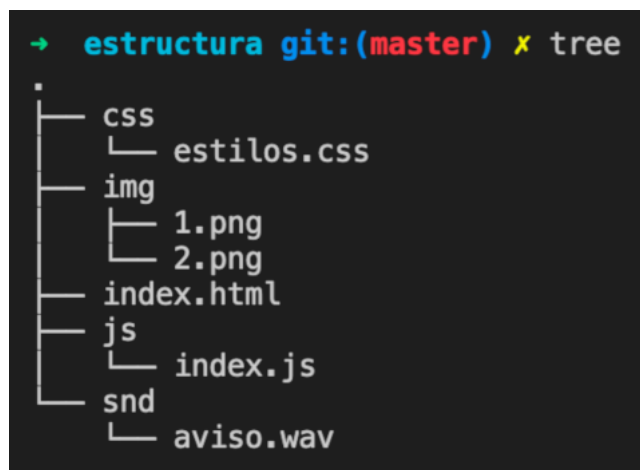 ➜ estructura git:(master) ✗ tree
.
├── css
│   └── estilos.css
├── img
│   ├── 1.png
│   └── 2.png
├── index.html
├── js
│   └── index.js
└── snd
    └── aviso.wav